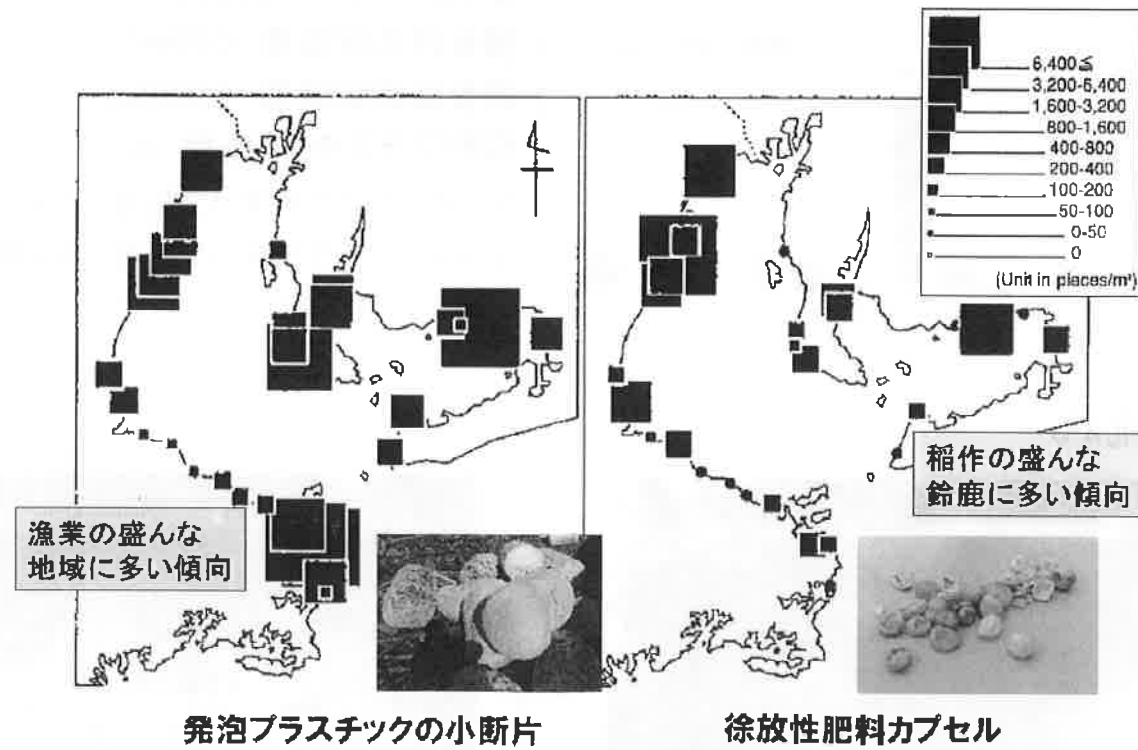 6,400≦
3,200-6,400
1,600-3,200
800-1,600
400-800
200-400
100-200
50-100
0-50
0
(Unit in pieces/m²)
漁業の盛んな
地域に多い傾向
稲作の盛んな
鈴鹿に多い傾向
発泡プラスチックの小断片
徐放性肥料カプセル